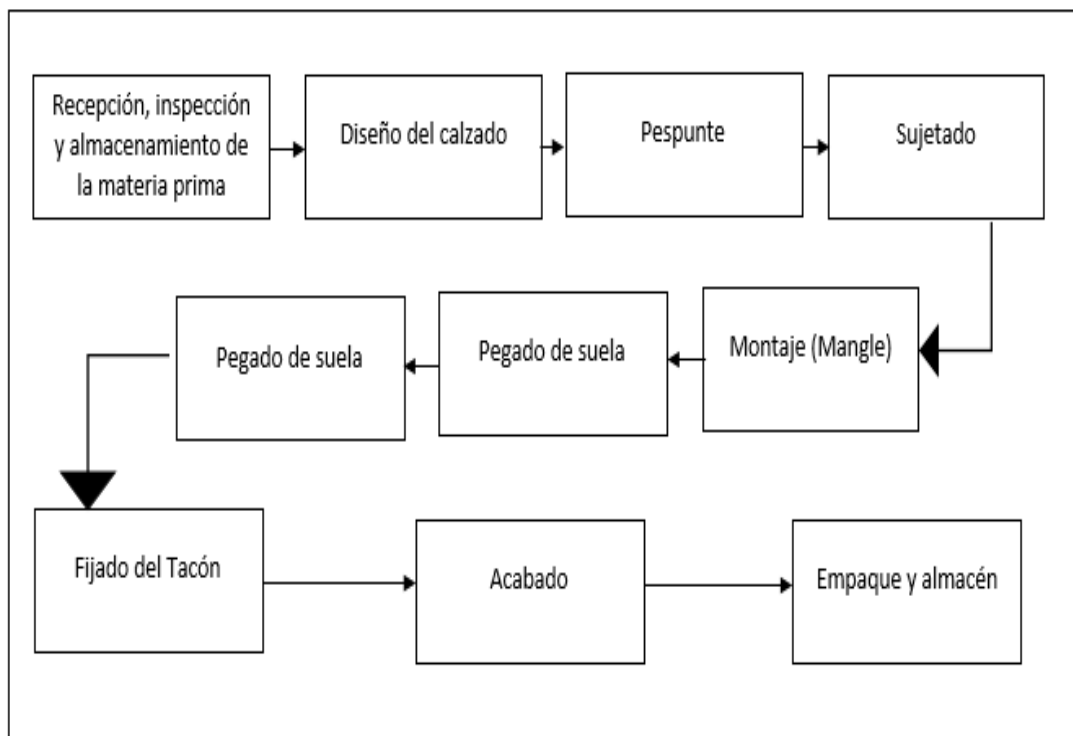 Recepción, inspección
y almacenamiento de
la materia prima
Diseño del calzado
Pespunte
Sujetado
Montaje (Mangle)
Pegado de suela
Pegado de suela
Fijado del Tacón
Acabado
Empaque y almacén